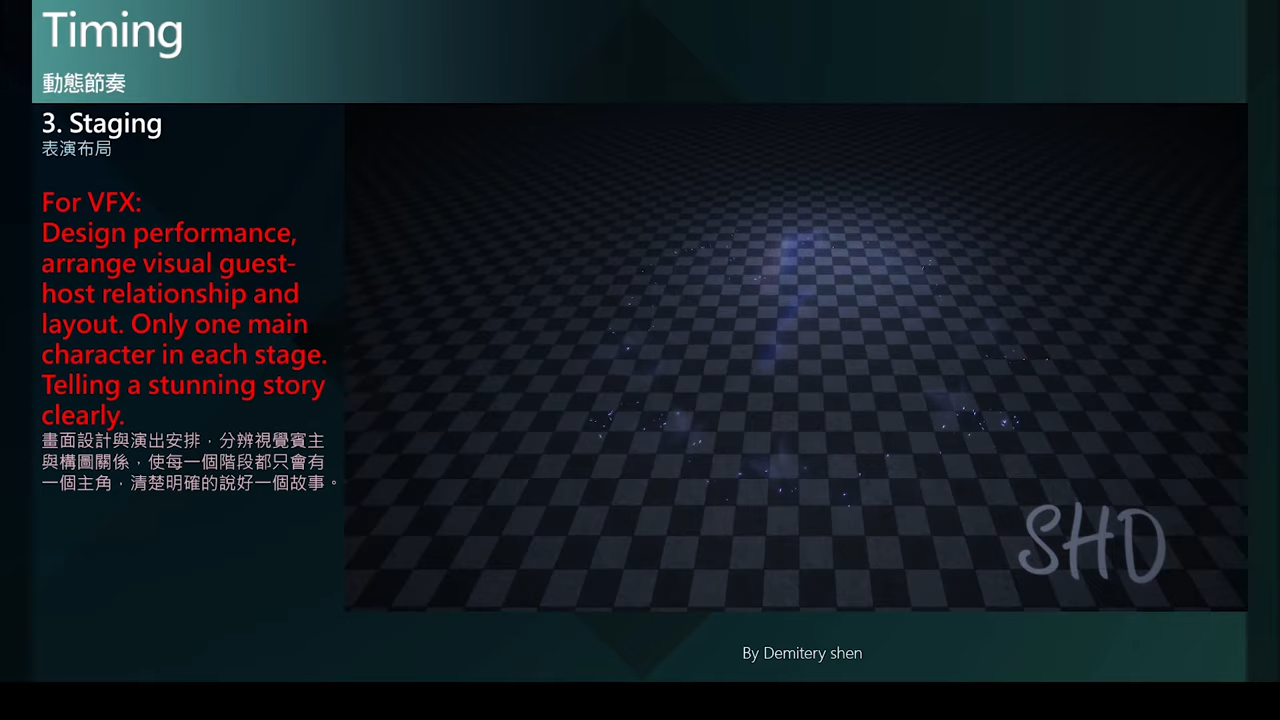 Timing
動態節奏
3. Staging
表演布局
For VFX:
Design performance,
arrange visual guest-
host relationship and
layout. Only one main
character in each stage.
Telling a stunning story
clearly.
畫面設計與演出安排，分辨視覺賓主
與構圖關係，使每一個階段都只會有
一個主角，清楚明確的說好一個故事。
SHD
By Demitery shen